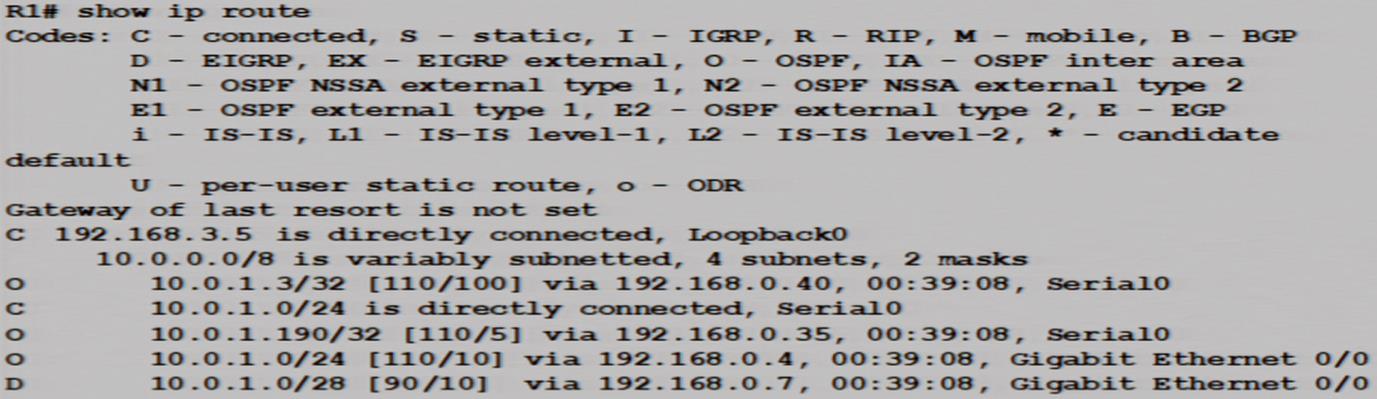 R1# show ip route
Codes: C - connected, S - static, I - IGRP, R - RIP, M - mobile, B - BGP
D - EIGRP, EX - EIGRP external, O - OSPF, IA - OSPF inter area
N1 - OSPF NSSA external type 1, N2 - OSPF NSSA external type 2
E1 - OSPF external type 1, E2 - OSPF external type 2, E - EGP
i - IS-IS, L1 - IS-IS level-1, L2 - IS-IS level-2, * - candidate
default
U - per-user static route, o - ODR
Gateway of last resort is not set
C 192.168.3.5 is directly connected, Loopback0
10.0.0.0/8 is variably subnetted, 4 subnets, 2 masks
O 10.0.1.3/32 [110/100] via 192.168.0.40, 00:39:08, Serial0
C 10.0.1.0/24 is directly connected, Serial0
O 10.0.1.190/32 [110/5] via 192.168.0.35, 00:39:08, Serial0
O 10.0.1.0/24 [110/10] via 192.168.0.4, 00:39:08, Gigabit Ethernet 0/0
D 10.0.1.0/28 [90/10] via 192.168.0.7, 00:39:08, Gigabit Ethernet 0/0